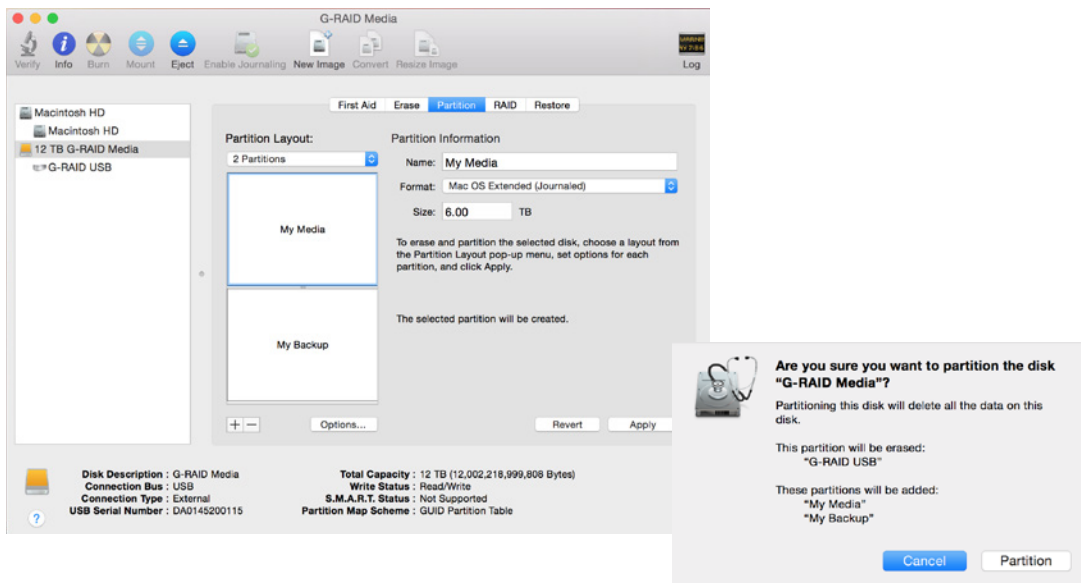 G-RAID Media
Verify Info Burn Mount Eject Enable Journaling New Image Convert Resize Image Log
Macintosh HD
Macintosh HD
12 TB G-RAID Media
G-RAID USB
First Aid Erase Partition RAID Restore
Partition Layout:
2 Partitions
My Media
My Backup
+ −
Options...
Partition Information
Name: My Media
Format: Mac OS Extended (Journaled)
Size: 6.00 TB
To erase and partition the selected disk, choose a layout from
the Partition Layout pop-up menu, set options for each
partition, and click Apply.
The selected partition will be created.
Revert Apply
Disk Description : G-RAID Media
Connection Bus : USB
Connection Type : External
USB Serial Number : DA0145200115
Total Capacity : 12 TB (12,002,218,999,808 Bytes)
Write Status : Read/Write
S.M.A.R.T. Status : Not Supported
Partition Map Scheme : GUID Partition Table
?
Are you sure you want to partition the disk
“G-RAID Media”?
Partitioning this disk will delete all the data on this
disk.
This partition will be erased:
“G-RAID USB”
These partitions will be added:
“My Media”
“My Backup”
Cancel Partition